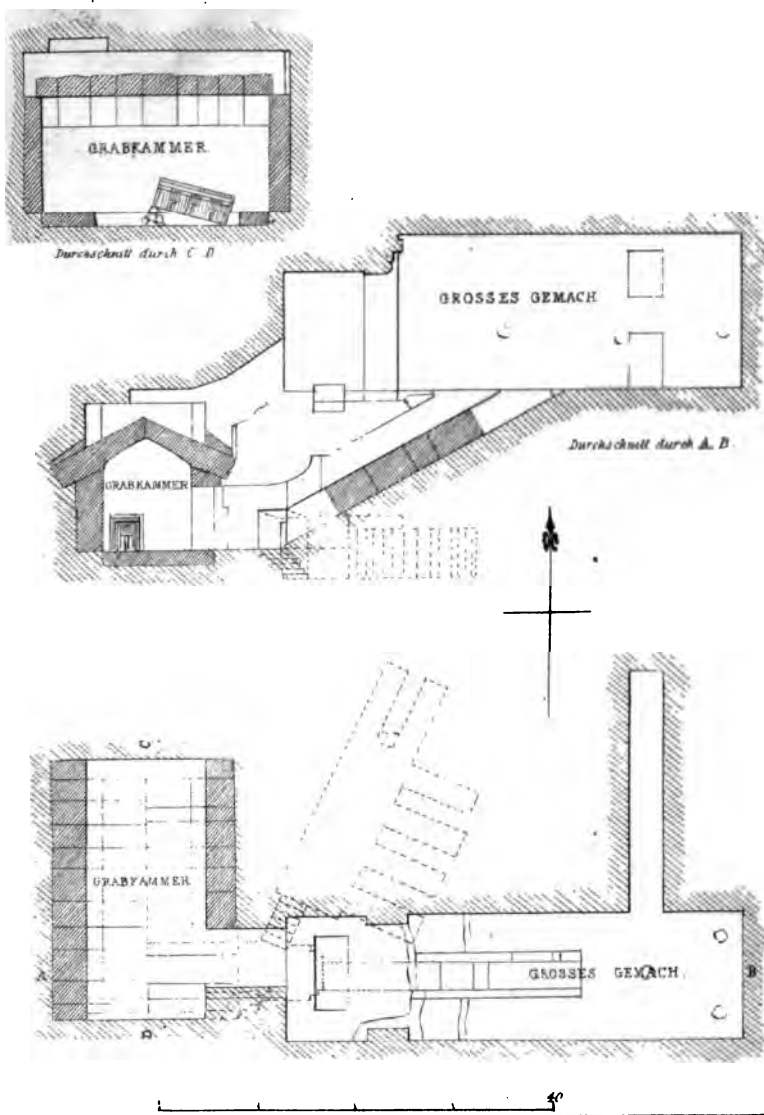 GRABKAMMER.
Durchschnitt durch C. D
GROSSES GEMACH
Durchschnitt durch A. B.
GRABKAMMER
C
GRABKAMMER
A
GROSSES GEMACH.
B
D
40